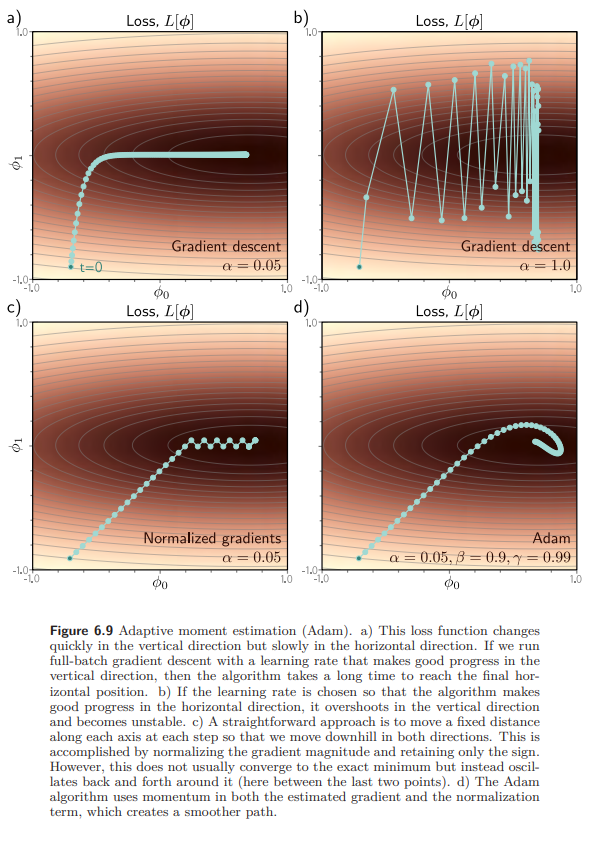 a)
Loss, L[ϕ]
1.0
ϕ₁
-1.0
t=0
Gradient descent
α = 0.05
-1.0
ϕ₀
1.0
b)
Loss, L[ϕ]
1.0
-1.0
Gradient descent
α = 1.0
-1.0
ϕ₀
1.0
c)
Loss, L[ϕ]
1.0
ϕ₁
-1.0
Normalized gradients
α = 0.05
-1.0
ϕ₀
1.0
d)
Loss, L[ϕ]
1.0
-1.0
Adam
α = 0.05, β = 0.9, γ = 0.99
-1.0
ϕ₀
1.0
Figure 6.9 Adaptive moment estimation (Adam). a) This loss function changes
quickly in the vertical direction but slowly in the horizontal direction. If we run
full-batch gradient descent with a learning rate that makes good progress in the
vertical direction, then the algorithm takes a long time to reach the final hor-
izontal position. b) If the learning rate is chosen so that the algorithm makes
good progress in the horizontal direction, it overshoots in the vertical direction
and becomes unstable. c) A straightforward approach is to move a fixed distance
along each axis at each step so that we move downhill in both directions. This is
accomplished by normalizing the gradient magnitude and retaining only the sign.
However, this does not usually converge to the exact minimum but instead oscil-
lates back and forth around it (here between the last two points). d) The Adam
algorithm uses momentum in both the estimated gradient and the normalization
term, which creates a smoother path.